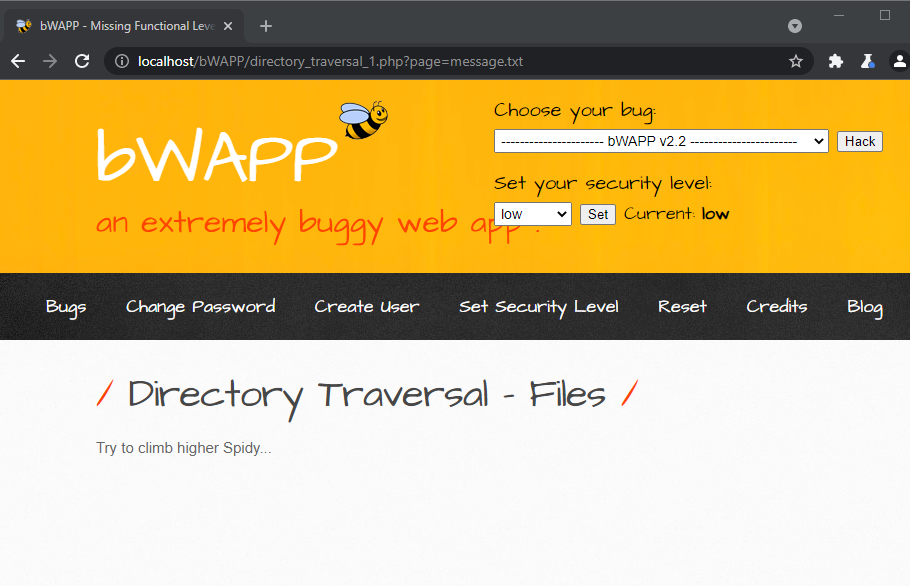 bWAPP - Missing Functional Leve
localhost/bWAPP/directory_traversal_1.php?page=message.txt
bWAPP
an extremely buggy web app !
Choose your bug:
---------------------- bWAPP v2.2 -----------------------
Hack
Set your security level:
low
Set
Current: low
Bugs Change Password Create User Set Security Level Reset Credits Blog
/ Directory Traversal - Files /
Try to climb higher Spidy...